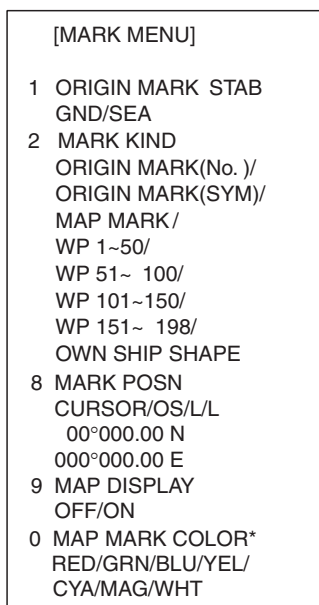 [MARK MENU]
1 ORIGIN MARK STAB
GND/SEA
2 MARK KIND
ORIGIN MARK(No. )/
ORIGIN MARK(SYM)/
MAP MARK/
WP 1~50/
WP 51~ 100/
WP 101~150/
WP 151~ 198/
OWN SHIP SHAPE
8 MARK POSN
CURSOR/OS/L/L
00°000.00 N
000°000.00 E
9 MAP DISPLAY
OFF/ON
0 MAP MARK COLOR*
RED/GRN/BLU/YEL/
CYA/MAG/WHT